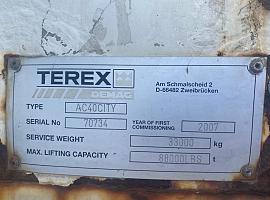 TEREX
DEMAG
Am Schmalscheid 2
D-66482 Zweibrücken
TYPE AC40CITY
SERIAL No 70734 YEAR OF FIRST COMMISSIONING 2007
SERVICE WEIGHT 33000 kg
MAX. LIFTING CAPACITY 88000LBS t